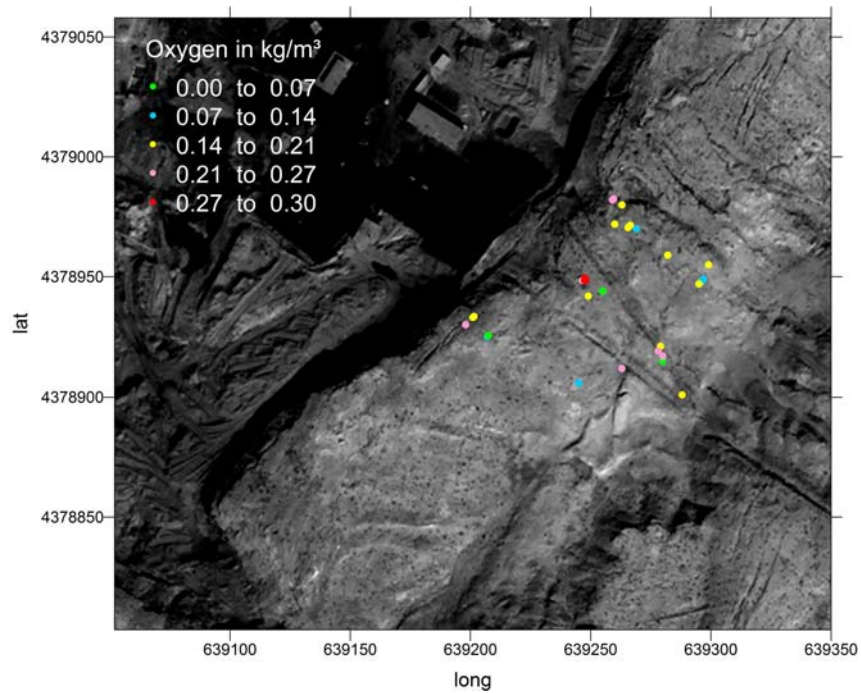 Oxygen in kg/m³
0.00 to 0.07
0.07 to 0.14
0.14 to 0.21
0.21 to 0.27
0.27 to 0.30
4379050
4379000
4378950
4378900
4378850
lat
639100 639150 639200 639250 639300 639350
long